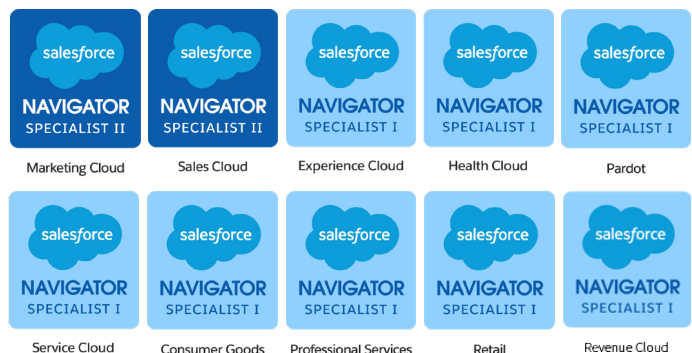 salesforce
NAVIGATOR
SPECIALIST II
Marketing Cloud
salesforce
NAVIGATOR
SPECIALIST II
Sales Cloud
salesforce
NAVIGATOR
SPECIALIST I
Experience Cloud
salesforce
NAVIGATOR
SPECIALIST I
Health Cloud
salesforce
NAVIGATOR
SPECIALIST I
Pardot
salesforce
NAVIGATOR
SPECIALIST I
Service Cloud
salesforce
NAVIGATOR
SPECIALIST I
Consumer Goods
salesforce
NAVIGATOR
SPECIALIST I
Professional Services
salesforce
NAVIGATOR
SPECIALIST I
Retail
salesforce
NAVIGATOR
SPECIALIST I
Revenue Cloud